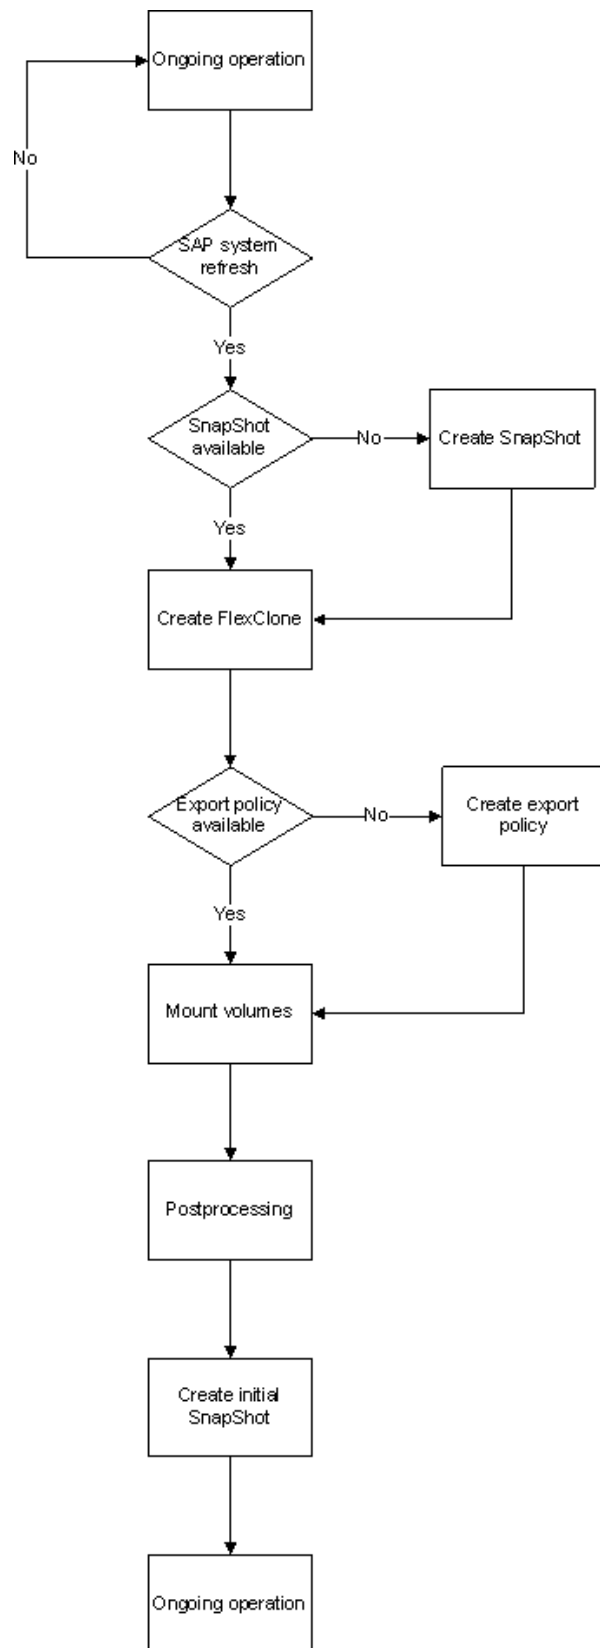 Ongoing operation
No
SAP system
refresh
Yes
SnapShot
available
No
Create SnapShot
Yes
Create FlexClone
Export policy
available
No
Create export
policy
Yes
Mount volumes
Postprocessing
Create initial
SnapShot
Ongoing operation